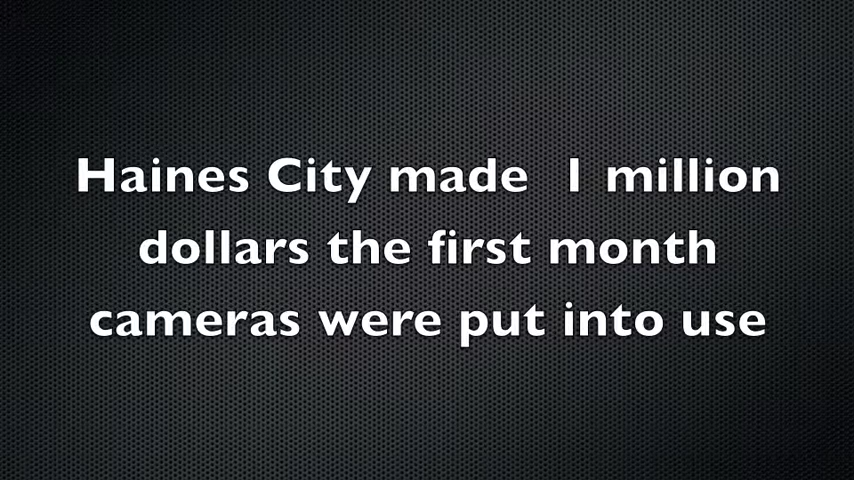 Haines City made  1 million
dollars the first month
cameras were put into use